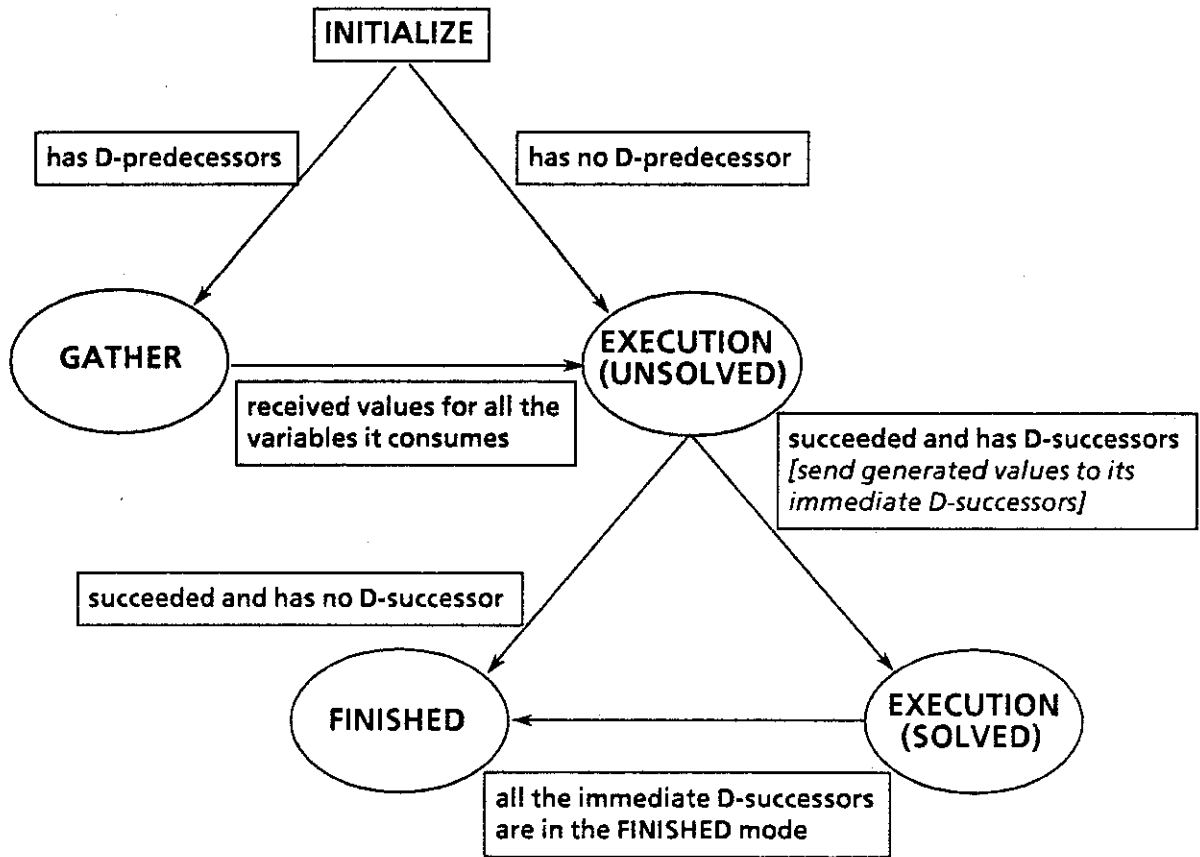 INITIALIZE
has D-predecessors
has no D-predecessor
GATHER
EXECUTION
(UNSOLVED)
received values for all the
variables it consumes
succeeded and has D-successors
[send generated values to its
immediate D-successors]
succeeded and has no D-successor
FINISHED
EXECUTION
(SOLVED)
all the immediate D-successors
are in the FINISHED mode